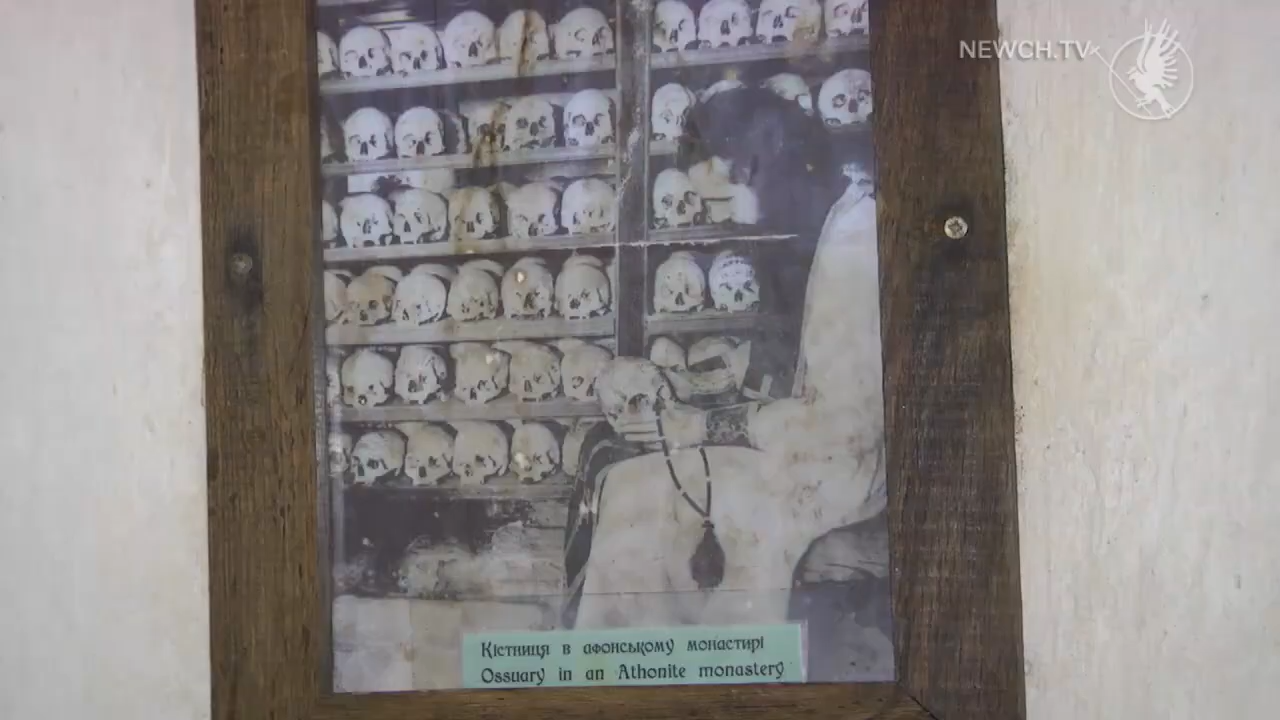 NEWCH.TV
Кістниця в афонському монастирі
Ossuary in an Athonite monastery